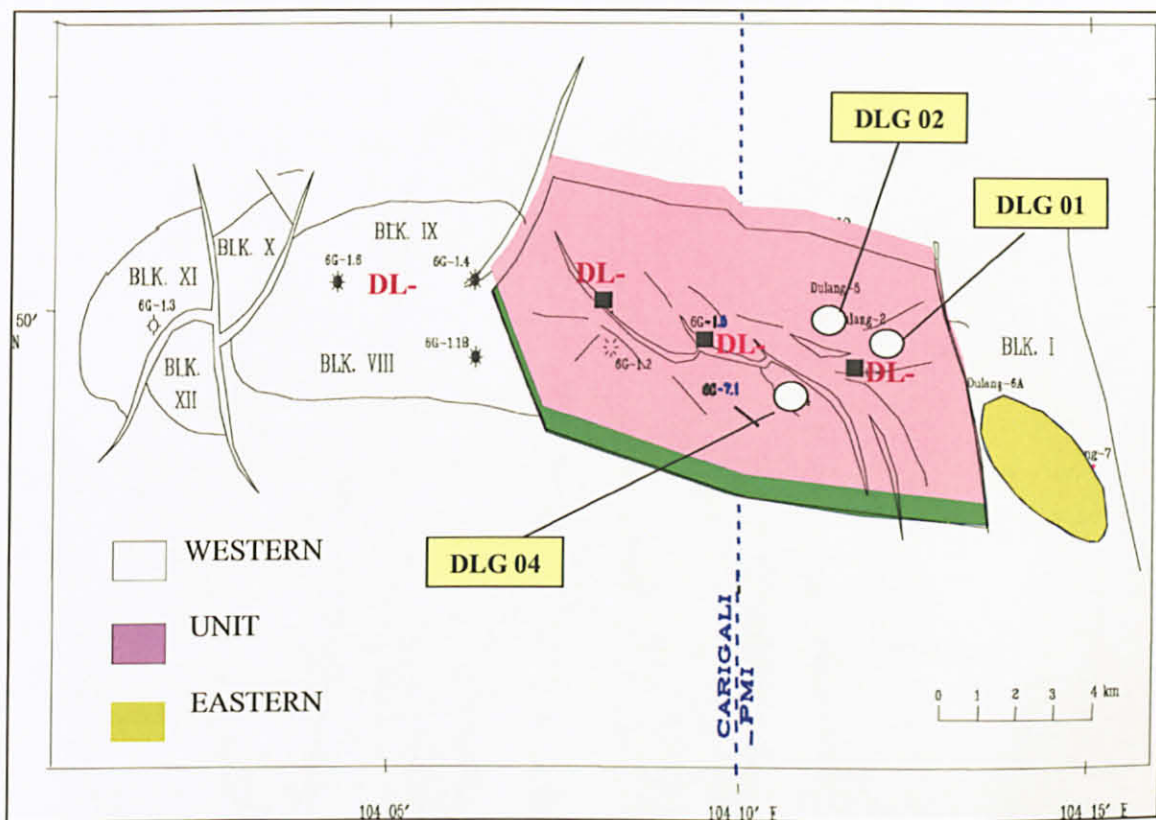 DLG 02
DLG 01
BLK. IX
BLK. X
BLK. XI
6G-1.6
6G-1.4
DL-
DL-
6G-1.3
Dulang-5
50'
N
DL-
DL-
BLK. I
6G-1.1B
6G-1.2
BLK. VIII
BLK.
XII
Dulang-6A
DLG 04
WESTERN
UNIT
EASTERN
CARIGALI
PMI
0 1 2 3 4 km
104 05'
104 10' E
104 15' E